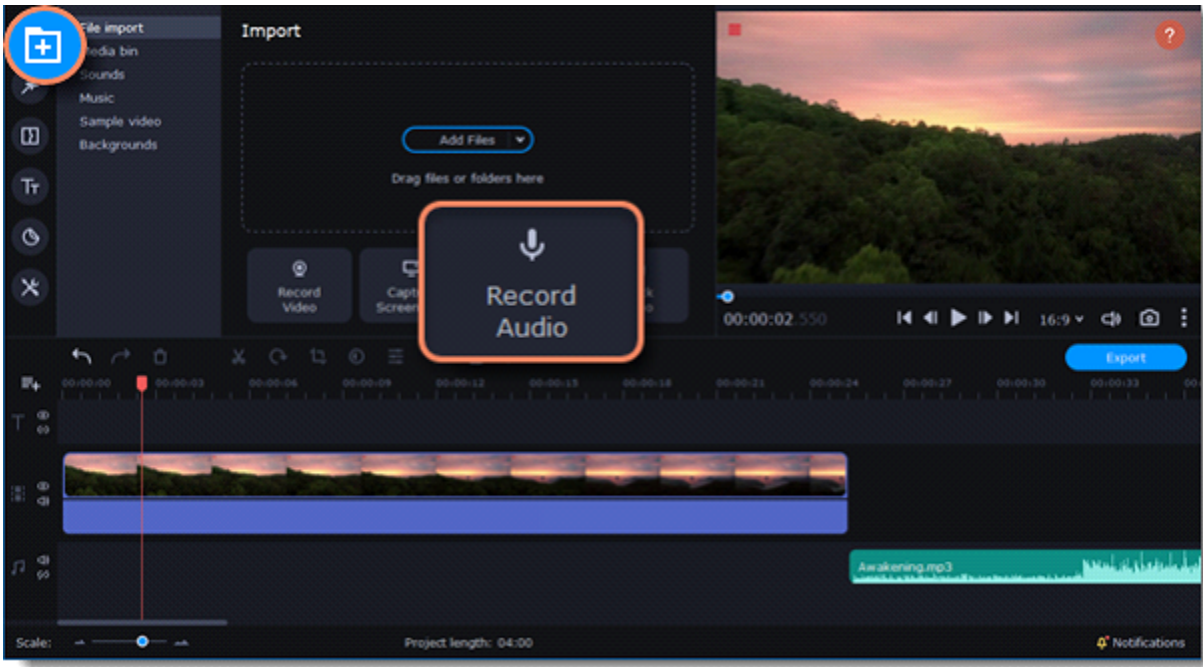 File import
Media bin
Sounds
Music
Sample video
Backgrounds
Import
Add Files
Drag files or folders here
Record
Video
Record
Audio
?
00:00:02.550
16:9
Export
00:00:00
00:00:03
00:00:06
00:00:09
00:00:12
00:00:15
00:00:18
00:00:21
00:00:24
00:00:27
00:00:30
00:00:33
Awakening.mp3
Scale:
Project length: 04:00
Notifications